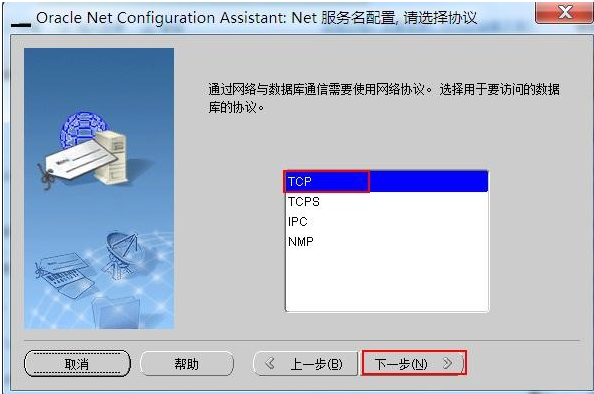 Oracle Net Configuration Assistant: Net 服务名配置, 请选择协议
通过网络与数据库通信需要使用网络协议。 选择用于要访问的数据
库的协议。
TCP
TCPS
IPC
NMP
取消
帮助
上一步(B)
下一步(N)